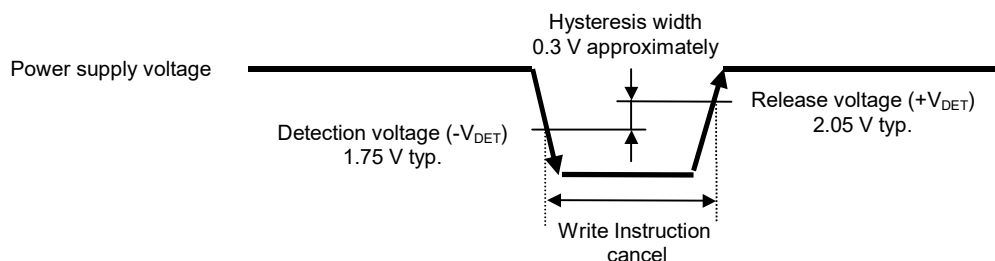 Hysteresis width
0.3 V approximately
Power supply voltage
Release voltage (+VDET)
2.05 V typ.
Detection voltage (-VDET)
1.75 V typ.
Write Instruction
cancel